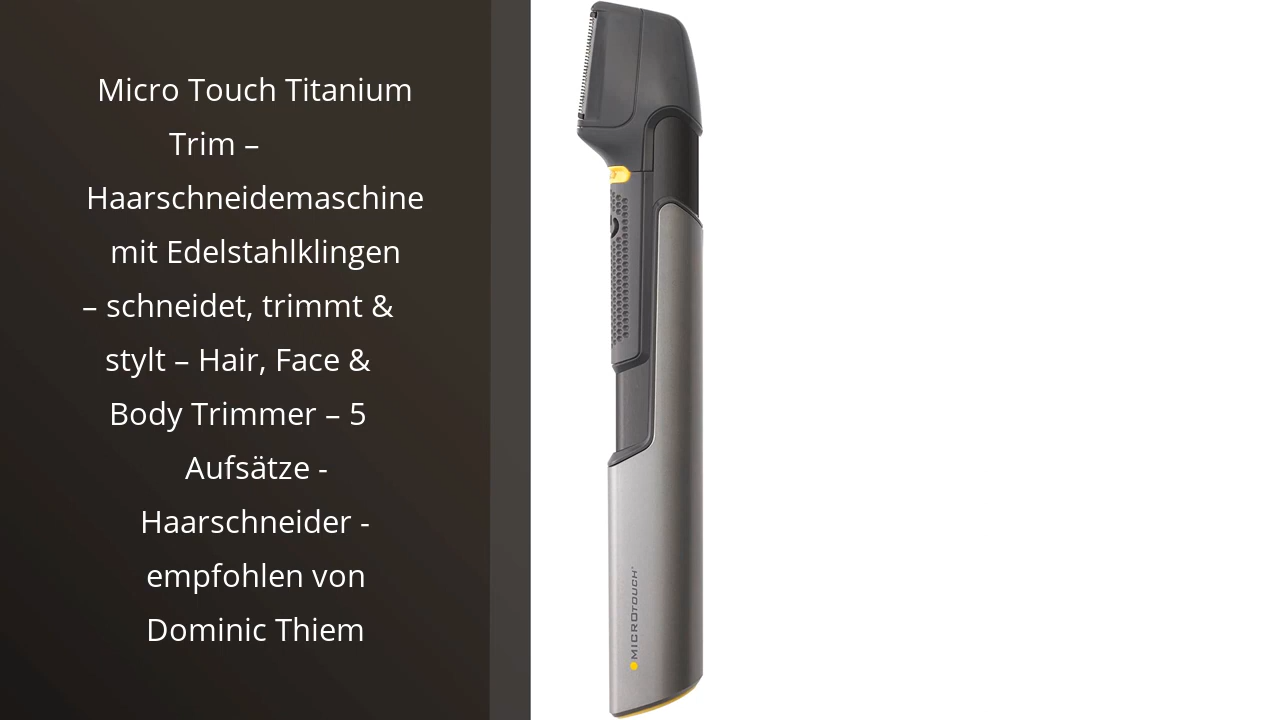 Micro Touch Titanium
Trim –
Haarschneidemaschine
mit Edelstahlklingen
– schneidet, trimmt &
stylt – Hair, Face &
Body Trimmer – 5
Aufsätze -
Haarschneider -
empfohlen von
Dominic Thiem
MICROTOUCH